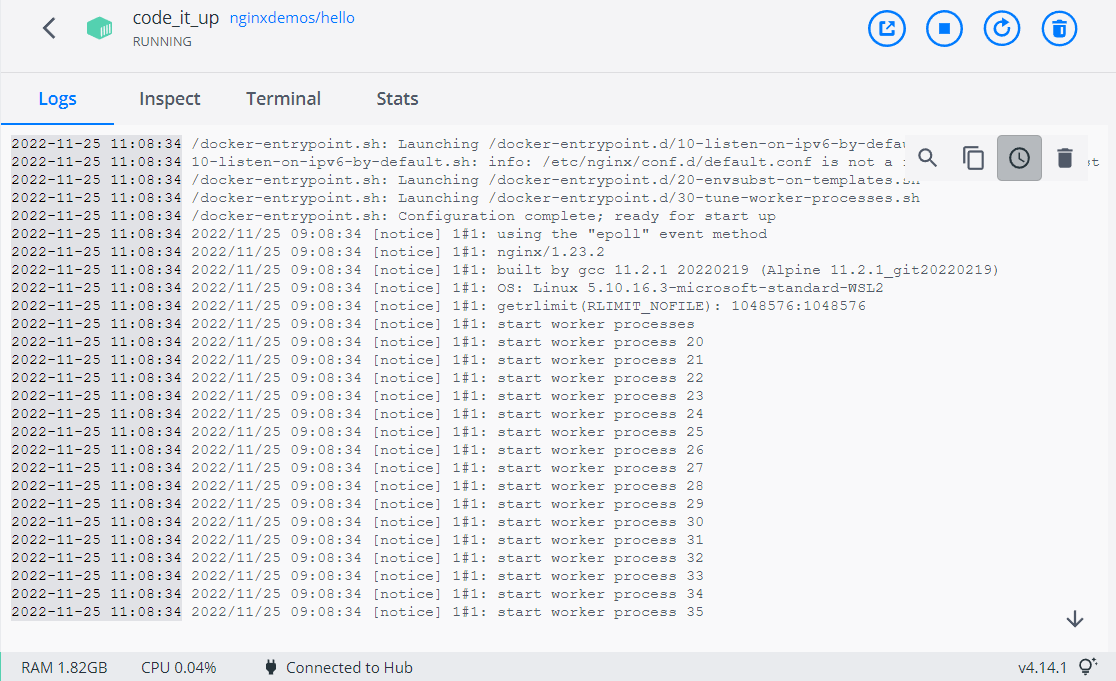 code_it_up nginxdemos/hello
RUNNING
Logs Inspect Terminal Stats
2022-11-25 11:08:34 /docker-entrypoint.sh: Launching /docker-entrypoint.d/10-listen-on-ipv6-by-defau
2022-11-25 11:08:34 10-listen-on-ipv6-by-default.sh: info: /etc/nginx/conf.d/default.conf is not a
2022-11-25 11:08:34 /docker-entrypoint.sh: Launching /docker-entrypoint.d/20-envsubst-on-templates.sh
2022-11-25 11:08:34 /docker-entrypoint.sh: Launching /docker-entrypoint.d/30-tune-worker-processes.sh
2022-11-25 11:08:34 /docker-entrypoint.sh: Configuration complete; ready for start up
2022-11-25 11:08:34 2022/11/25 09:08:34 [notice] 1#1: using the "epoll" event method
2022-11-25 11:08:34 2022/11/25 09:08:34 [notice] 1#1: nginx/1.23.2
2022-11-25 11:08:34 2022/11/25 09:08:34 [notice] 1#1: built by gcc 11.2.1 20220219 (Alpine 11.2.1_git20220219)
2022-11-25 11:08:34 2022/11/25 09:08:34 [notice] 1#1: OS: Linux 5.10.16.3-microsoft-standard-WSL2
2022-11-25 11:08:34 2022/11/25 09:08:34 [notice] 1#1: getrlimit(RLIMIT_NOFILE): 1048576:1048576
2022-11-25 11:08:34 2022/11/25 09:08:34 [notice] 1#1: start worker processes
2022-11-25 11:08:34 2022/11/25 09:08:34 [notice] 1#1: start worker process 20
2022-11-25 11:08:34 2022/11/25 09:08:34 [notice] 1#1: start worker process 21
2022-11-25 11:08:34 2022/11/25 09:08:34 [notice] 1#1: start worker process 22
2022-11-25 11:08:34 2022/11/25 09:08:34 [notice] 1#1: start worker process 23
2022-11-25 11:08:34 2022/11/25 09:08:34 [notice] 1#1: start worker process 24
2022-11-25 11:08:34 2022/11/25 09:08:34 [notice] 1#1: start worker process 25
2022-11-25 11:08:34 2022/11/25 09:08:34 [notice] 1#1: start worker process 26
2022-11-25 11:08:34 2022/11/25 09:08:34 [notice] 1#1: start worker process 27
2022-11-25 11:08:34 2022/11/25 09:08:34 [notice] 1#1: start worker process 28
2022-11-25 11:08:34 2022/11/25 09:08:34 [notice] 1#1: start worker process 29
2022-11-25 11:08:34 2022/11/25 09:08:34 [notice] 1#1: start worker process 30
2022-11-25 11:08:34 2022/11/25 09:08:34 [notice] 1#1: start worker process 31
2022-11-25 11:08:34 2022/11/25 09:08:34 [notice] 1#1: start worker process 32
2022-11-25 11:08:34 2022/11/25 09:08:34 [notice] 1#1: start worker process 33
2022-11-25 11:08:34 2022/11/25 09:08:34 [notice] 1#1: start worker process 34
2022-11-25 11:08:34 2022/11/25 09:08:34 [notice] 1#1: start worker process 35
RAM 1.82GB CPU 0.04% Connected to Hub v4.14.1